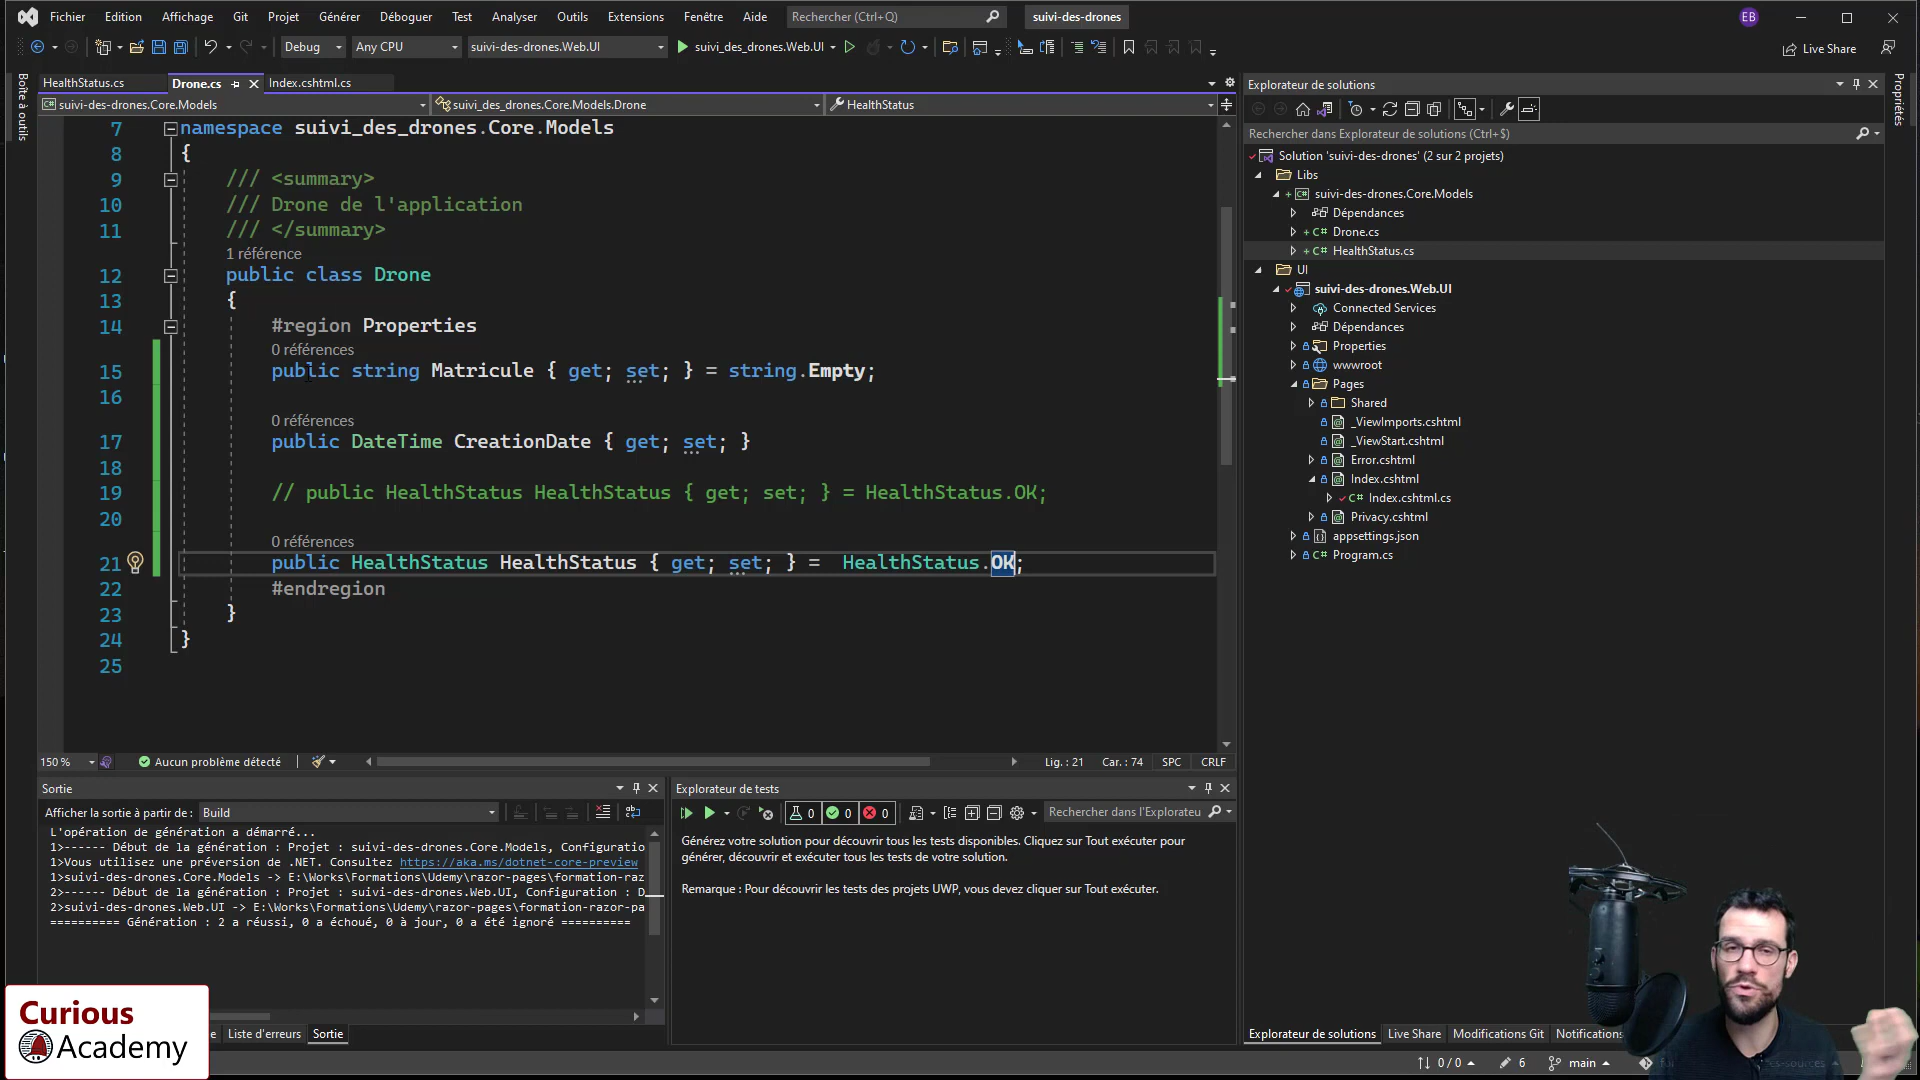 Fichier Edition Affichage Git Projet Générer Déboguer Test Analyser Outils Extensions Fenêtre Aide Rechercher (Ctrl+Q) suivi-des-drones EB
Debug Any CPU suivi-des-drones.Web.UI suivi_des_drones.Web.UI Live Share
Boîte à outils
HealthStatus.cs Drone.cs Index.cshtml.cs
suivi-des-drones.Core.Models suivi_des_drones.Core.Models.Drone HealthStatus
7 namespace suivi_des_drones.Core.Models
8 {
9 /// <summary>
10 /// Drone de l'application
11 /// </summary>
1 référence
12 public class Drone
13 {
14 #region Properties
0 références
15 public string Matricule { get; set; } = string.Empty;
16
0 références
17 public DateTime CreationDate { get; set; }
18
19 // public HealthStatus HealthStatus { get; set; } = HealthStatus.OK;
20
0 références
21 public HealthStatus HealthStatus { get; set; } = HealthStatus.OK;
22 #endregion
23 }
24 }
25
150 % Aucun problème détecté Lig. : 21 Car. : 74 SPC CRLF
Sortie
Afficher la sortie à partir de : Build
L'opération de génération a démarré...
1>------ Début de la génération : Projet : suivi-des-drones.Core.Models, Configuratio
1>Vous utilisez une préversion de .NET. Consultez https://aka.ms/dotnet-core-preview
1>suivi-des-drones.Core.Models -> E:\Works\Formations\Udemy\razor-pages\formation-raz
2>------ Début de la génération : Projet : suivi-des-drones.Web.UI, Configuration : D
2>suivi-des-drones.Web.UI -> E:\Works\Formations\Udemy\razor-pages\formation-razor-pa
========== Génération : 2 a réussi, 0 a échoué, 0 à jour, 0 a été ignoré ==========
Liste d'erreurs Sortie
Explorateur de tests
0 0 0 Rechercher dans l'Explorateu
Générez votre solution pour découvrir tous les tests disponibles. Cliquez sur Tout exécuter pour
générer, découvrir et exécuter tous les tests de votre solution.
Remarque : Pour découvrir les tests des projets UWP, vous devez cliquer sur Tout exécuter.
Explorateur de solutions
Rechercher dans Explorateur de solutions (Ctrl+$)
Solution 'suivi-des-drones' (2 sur 2 projets)
Libs
suivi-des-drones.Core.Models
Dépendances
Drone.cs
HealthStatus.cs
UI
suivi-des-drones.Web.UI
Connected Services
Dépendances
Properties
wwwroot
Pages
Shared
_ViewImports.cshtml
_ViewStart.cshtml
Error.cshtml
Index.cshtml
Index.cshtml.cs
Privacy.cshtml
appsettings.json
Program.cs
Propriétés
Explorateur de solutions Live Share Modifications Git Notifications
0 / 0 6 main
Curious
Academy